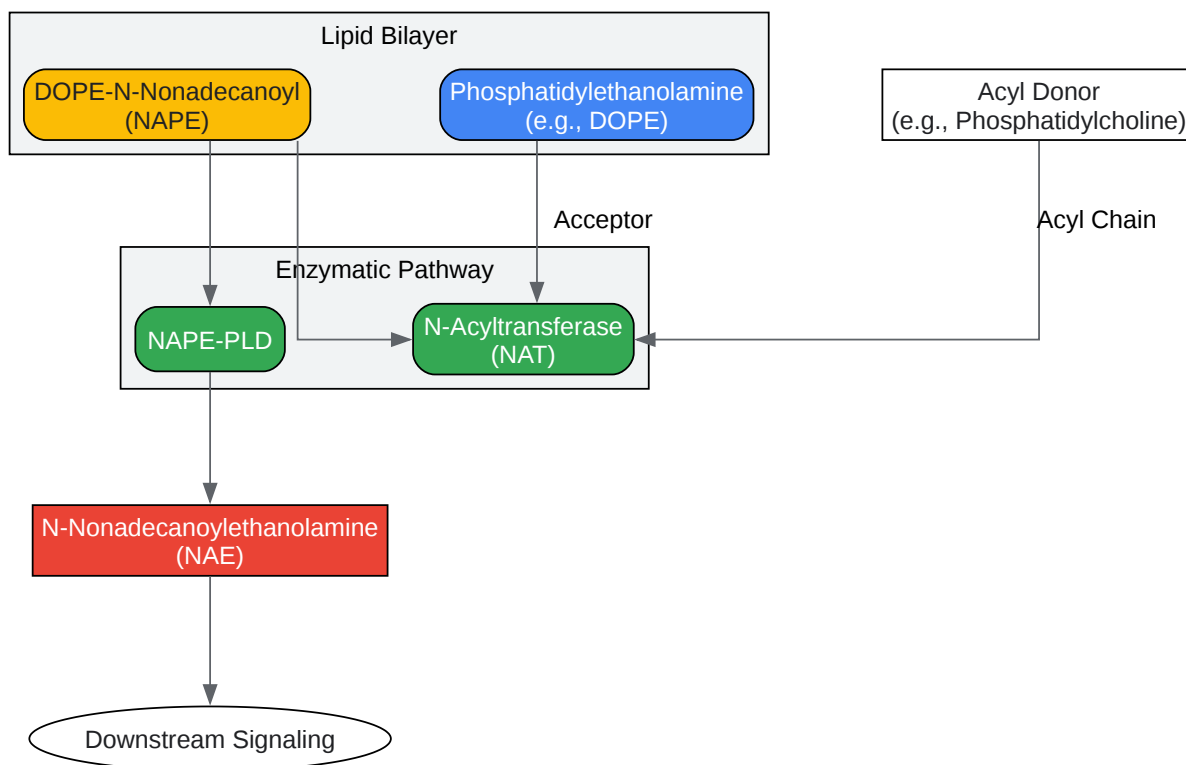 Lipid Bilayer
DOPE-N-Nonadecanoyl
(NAPE)
Phosphatidylethanolamine
(e.g., DOPE)
Acyl Donor
(e.g., Phosphatidylcholine)
Acceptor
Acyl Chain
Enzymatic Pathway
NAPE-PLD
N-Acyltransferase
(NAT)
N-Nonadecanoylethanolamine
(NAE)
Downstream Signaling